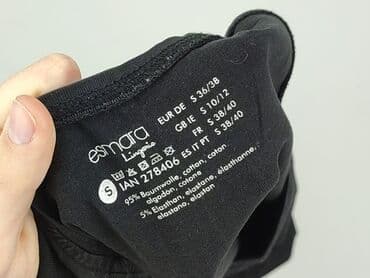 esmara
Lingerie
EUR DE S 36/38
GB IE S 10/12
FR S 38/40
ES IT PT S 38/40
S
IAN 278406
95% Baumwolle, cotton, coton,
algodon, cotone
5% Elasthan, elastane, élasthanne,
elastano, elastan